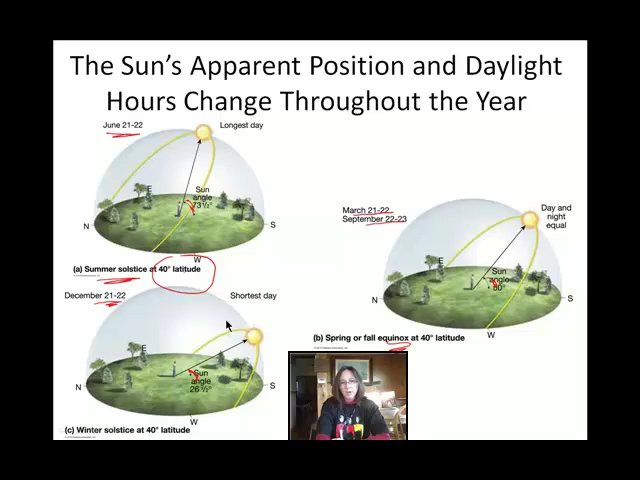 The Sun's Apparent Position and Daylight
Hours Change Throughout the Year
June 21-22
Longest day
E
Sun
angle
73 ½°
N
S
W
(a) Summer solstice at 40° latitude
December 21-22
Shortest day
E
Sun
angle
26 ½°
N
S
W
(c) Winter solstice at 40° latitude
March 21-22
September 22-23
Day and
night
equal
E
Sun
angle
N
S
W
(b) Spring or fall equinox at 40° latitude